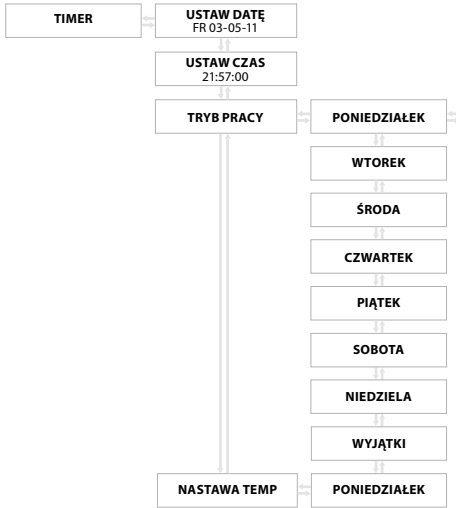 TIMER
USTAW DATĘ
FR 03-05-11
USTAW CZAS
21:57:00
TRYB PRACY
PONIEDZIAŁEK
WTOREK
ŚRODA
CZWARTEK
PIĄTEK
SOBOTA
NIEDZIELA
WYJĄTKI
NASTAWA TEMP
PONIEDZIAŁEK